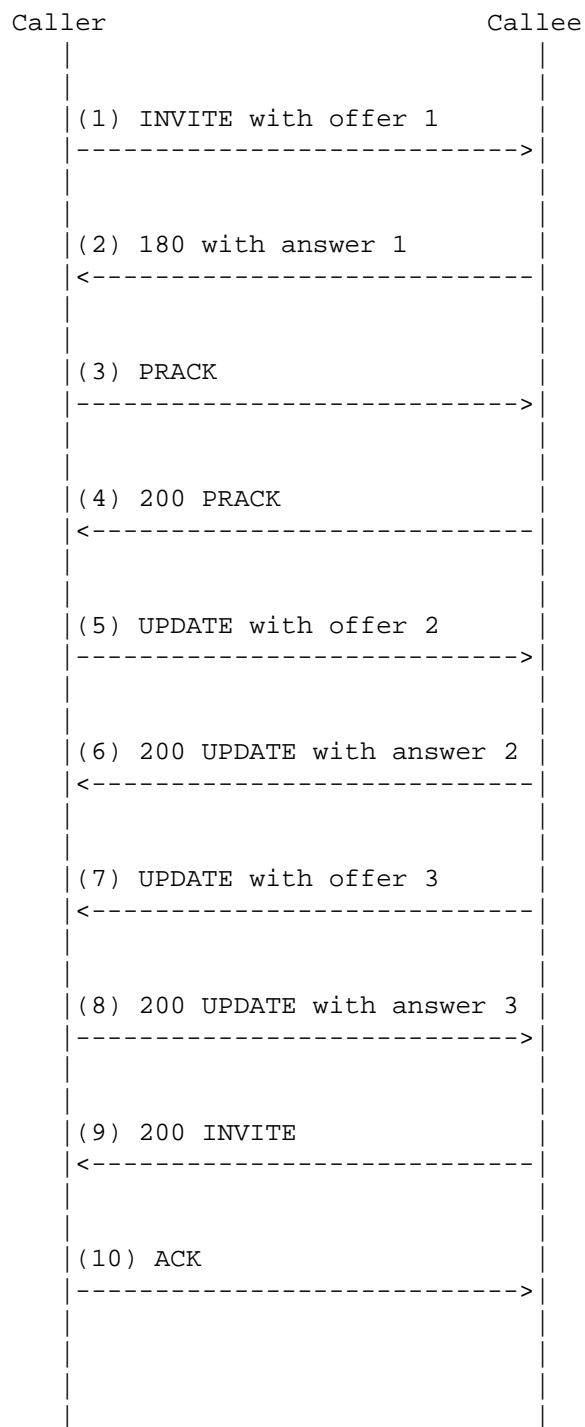 Caller Callee
(1) INVITE with offer 1
(2) 180 with answer 1
(3) PRACK
(4) 200 PRACK
(5) UPDATE with offer 2
(6) 200 UPDATE with answer 2
(7) UPDATE with offer 3
(8) 200 UPDATE with answer 3
(9) 200 INVITE
(10) ACK